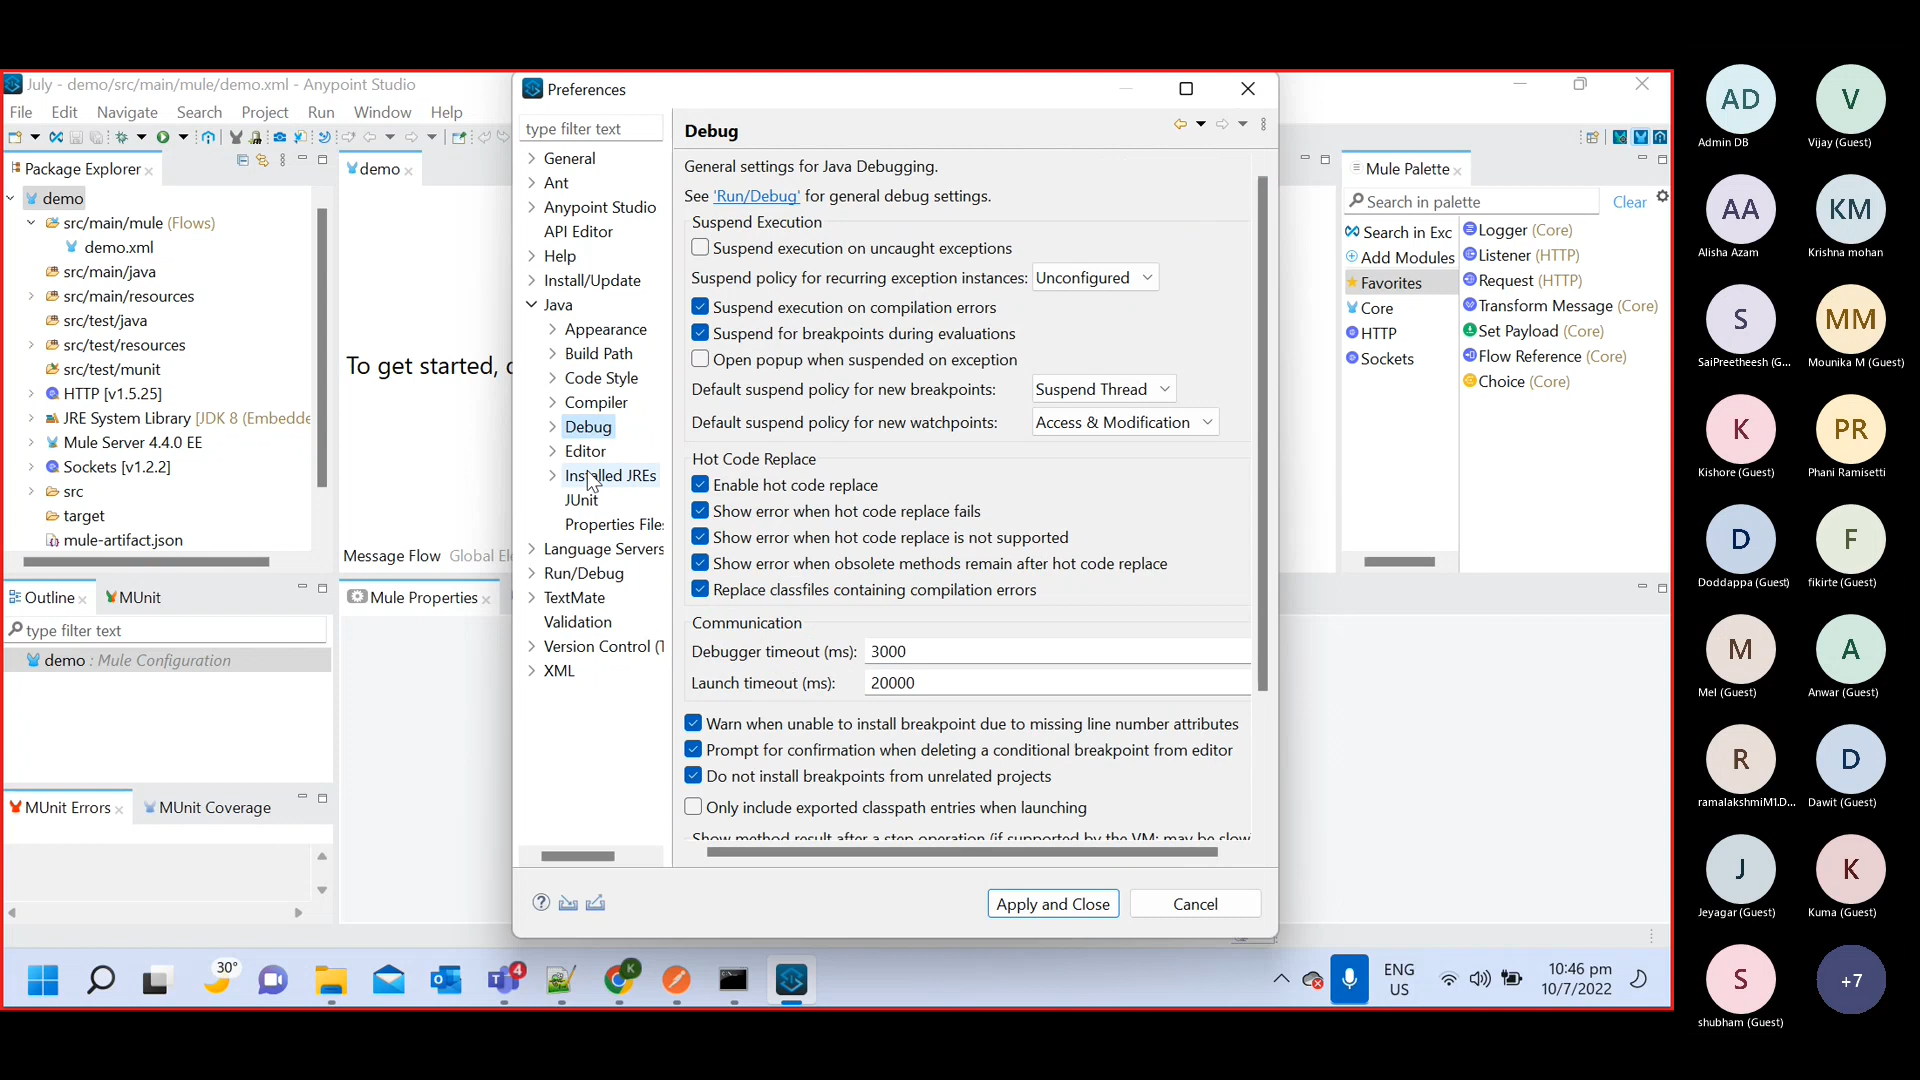 July - demo/src/main/mule/demo.xml - Anypoint Studio
File Edit Navigate Search Project Run Window Help
Package Explorer
demo
src/main/mule (Flows)
demo.xml
src/main/java
src/main/resources
src/test/java
src/test/resources
src/test/munit
HTTP [v1.5.25]
JRE System Library [JDK 8 (Embedde
Mule Server 4.4.0 EE
Sockets [v1.2.2]
src
target
mule-artifact.json
Outline
MUnit
type filter text
demo : Mule Configuration
MUnit Errors
MUnit Coverage
demo
To get started,
Message Flow Global El
Mule Properties
Preferences
type filter text
General
Ant
Anypoint Studio
API Editor
Help
Install/Update
Java
Appearance
Build Path
Code Style
Compiler
Debug
Editor
Installed JREs
JUnit
Properties Files
Language Servers
Run/Debug
TextMate
Validation
Version Control (T
XML
Debug
General settings for Java Debugging.
See 'Run/Debug' for general debug settings.
Suspend Execution
Suspend execution on uncaught exceptions
Suspend policy for recurring exception instances: Unconfigured
Suspend execution on compilation errors
Suspend for breakpoints during evaluations
Open popup when suspended on exception
Default suspend policy for new breakpoints: Suspend Thread
Default suspend policy for new watchpoints: Access & Modification
Hot Code Replace
Enable hot code replace
Show error when hot code replace fails
Show error when hot code replace is not supported
Show error when obsolete methods remain after hot code replace
Replace classfiles containing compilation errors
Communication
Debugger timeout (ms): 3000
Launch timeout (ms): 20000
Warn when unable to install breakpoint due to missing line number attributes
Prompt for confirmation when deleting a conditional breakpoint from editor
Do not install breakpoints from unrelated projects
Only include exported classpath entries when launching
Show method result after a step operation (if supported by the VM; may be slow
Apply and Close
Cancel
Mule Palette
Search in palette
Clear
Search in Exc
Add Modules
Favorites
Core
HTTP
Sockets
Logger (Core)
Listener (HTTP)
Request (HTTP)
Transform Message (Core)
Set Payload (Core)
Flow Reference (Core)
Choice (Core)
30°
4
K
ENG
US
10:46 pm
10/7/2022
AD
Admin DB
V
Vijay (Guest)
AA
Alisha Azam
KM
Krishna mohan
S
SaiPreetheesh (G...
MM
Mounika M (Guest)
K
Kishore (Guest)
PR
Phani Ramisetti
D
Doddappa (Guest)
F
fikirte (Guest)
M
Mel (Guest)
A
Anwar (Guest)
R
ramalakshmiM1.D...
D
Dawit (Guest)
J
Jeyagar (Guest)
K
Kuma (Guest)
S
shubham (Guest)
+7